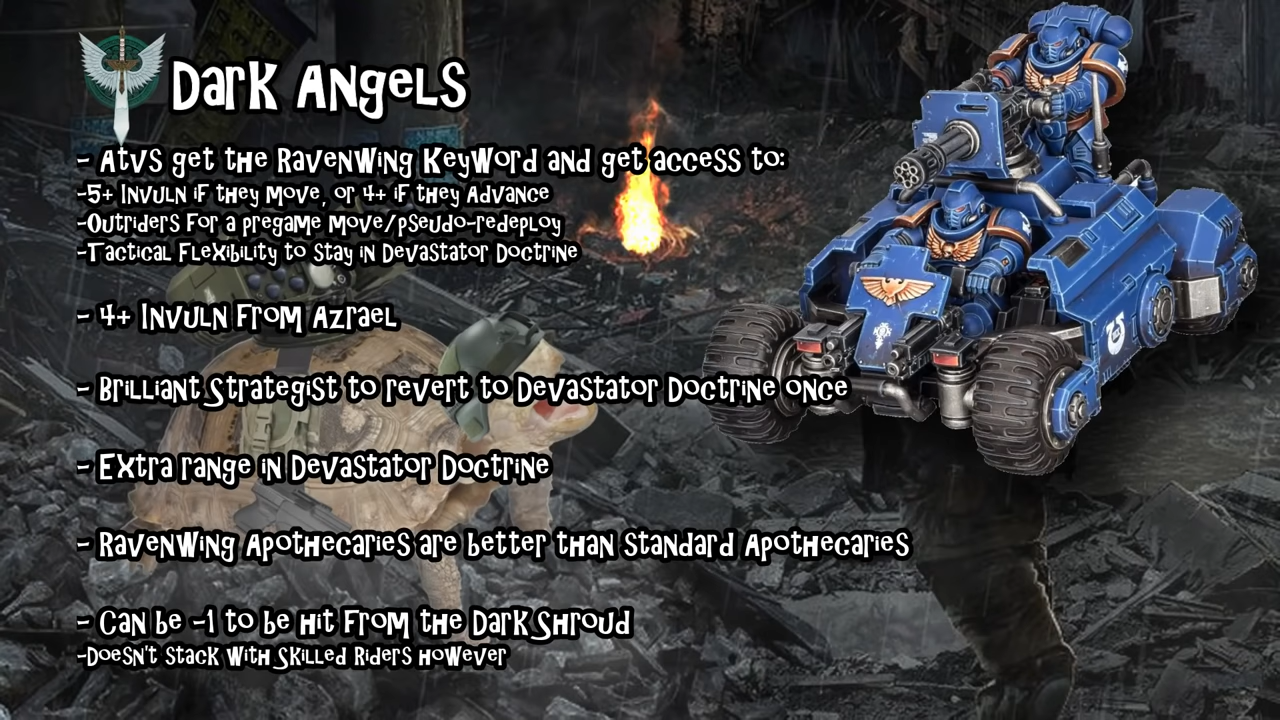 Dark Angels
- ATVs get the Ravenwing Keyword and get access to:
-5+ Invuln if they Move, or 4+ if they Advance
-Outriders for a pregame move/pseudo-redeploy
-Tactical Flexibility to Stay in Devastator Doctrine
- 4+ Invuln from Azrael
- Brilliant Strategist to revert to Devastator Doctrine once
- Extra range in Devastator Doctrine
- Ravenwing Apothecaries are better than Standard Apothecaries
- Can be -1 to be hit from the Darkshroud
-Doesn't Stack with Skilled Riders however